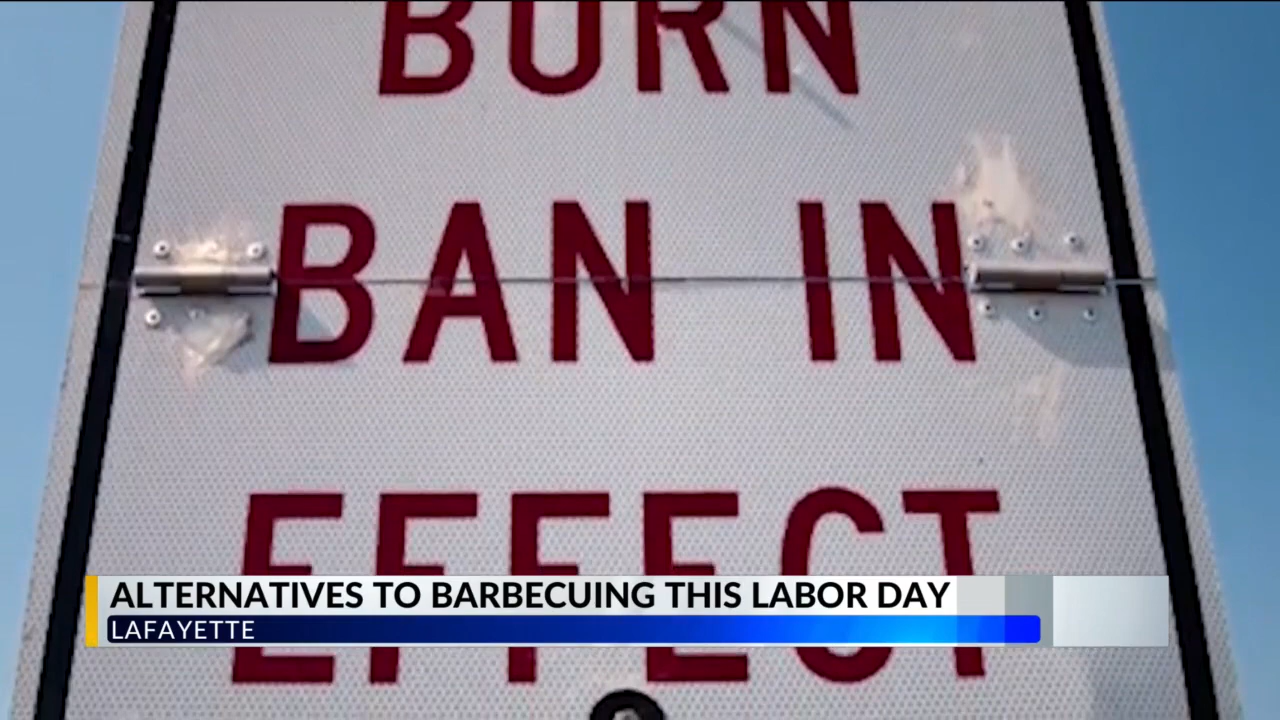 BURN
BAN IN
EFFECT
ALTERNATIVES TO BARBECUING THIS LABOR DAY
LAFAYETTE